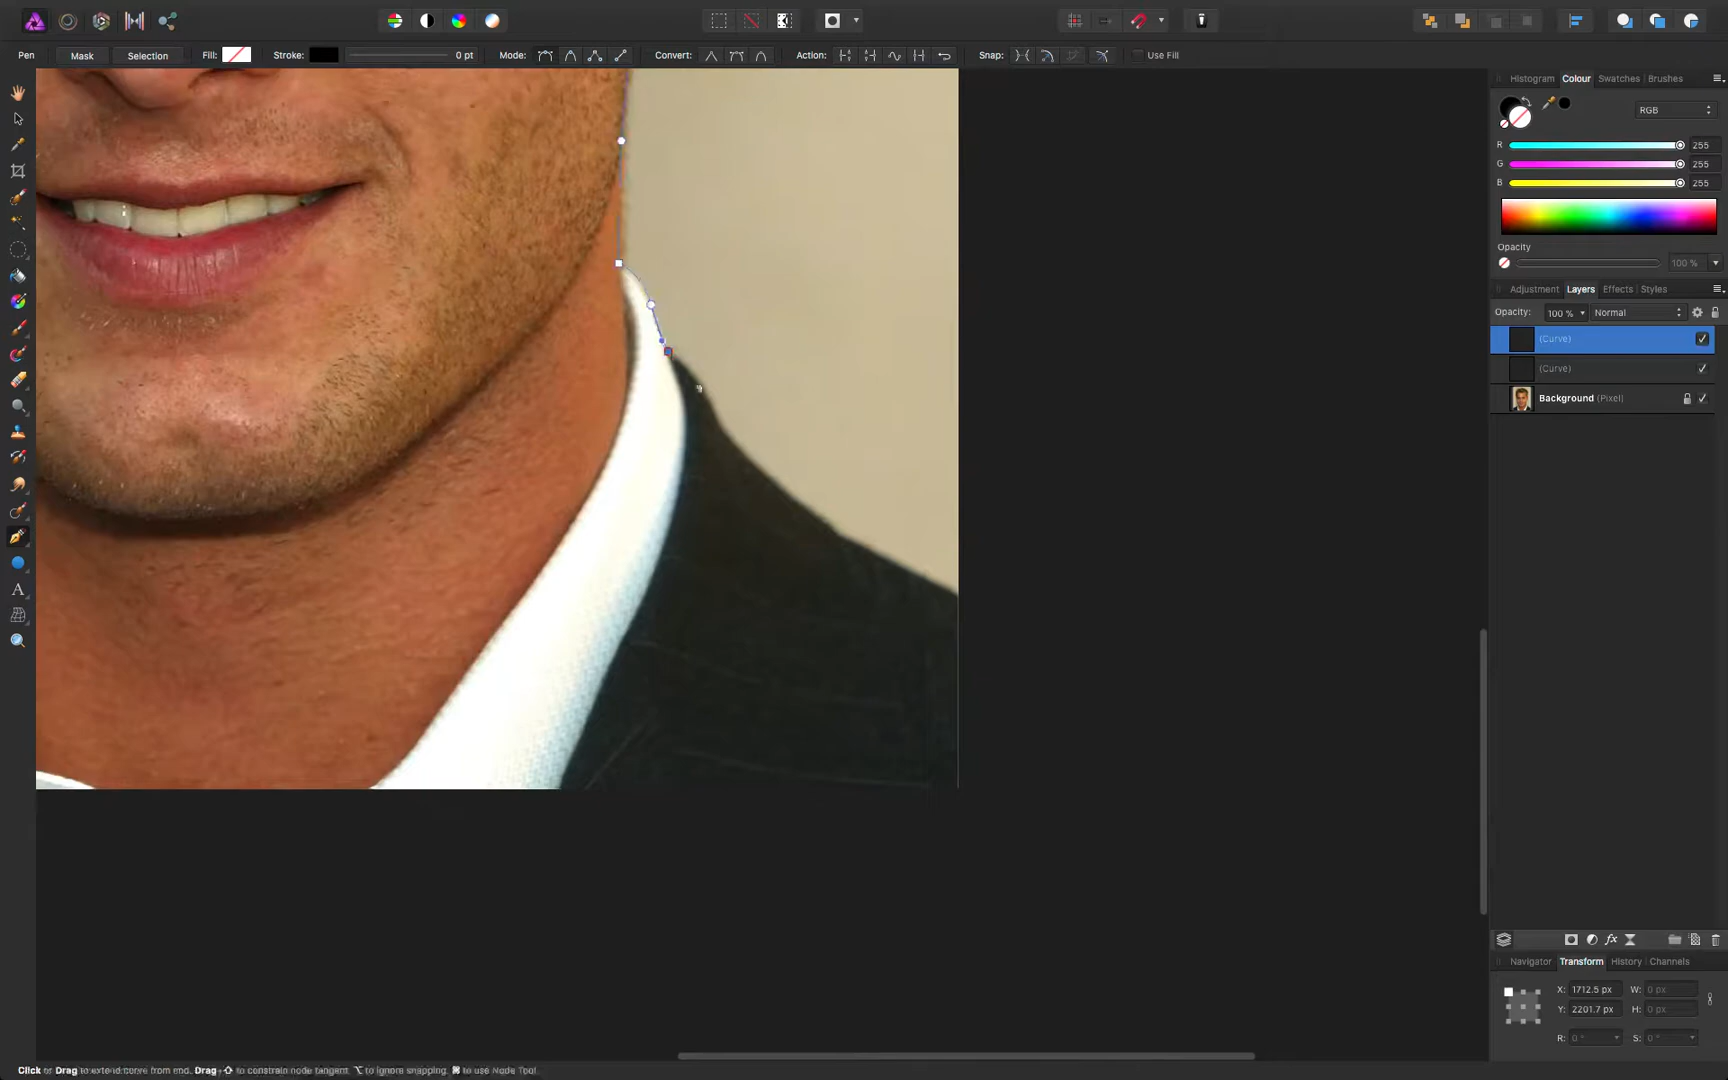 Pen Mask Selection Fill: Stroke: 0 pt Mode: Convert: Action: Snap: Use Fill
Histogram Colour Swatches Brushes
RGB
R 255
G 255
B 255
Opacity
100 %
Adjustment Layers Effects Styles
Opacity: 100 % Normal
(Curve)
(Curve)
Background (Pixel)
fx
Navigator Transform History Channels
X: 1712.5 px W: 0 px
Y: 2201.7 px H: 0 px
R: 0 ° S: 0 °
A